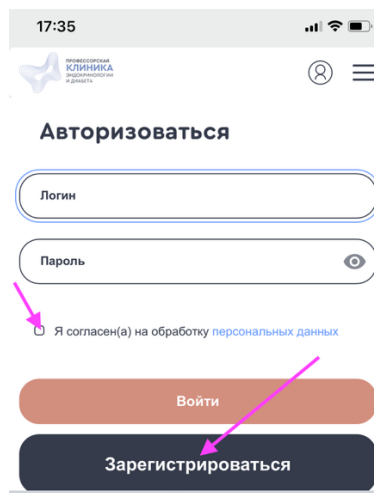 17:35
ПРОФЕССОРСКАЯ
КЛИНИКА
ЭНДОКРИНОЛОГИИ
И ДИАБЕТА
Авторизоваться
Логин
Пароль
Я согласен(а) на обработку персональных данных
Войти
Зарегистрироваться